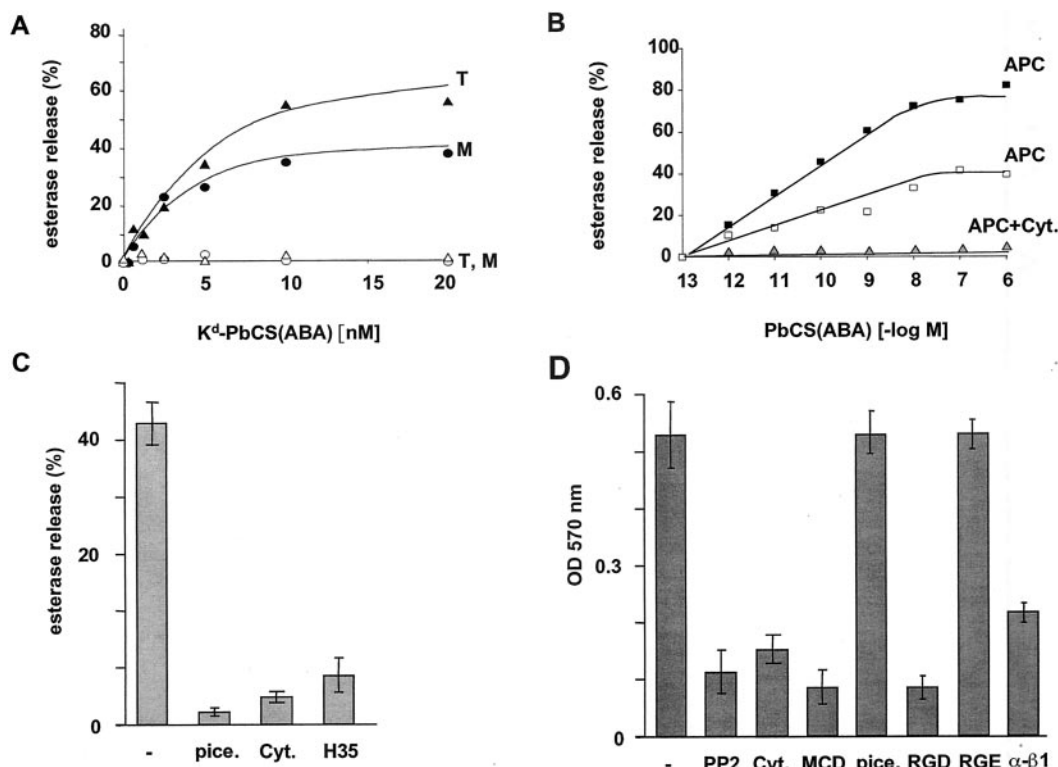 A
esterase release (%)
80
60
40
20
0
0 5 10 15 20
T
M
T, M
Kᵈ-PbCS(ABA) [nM]
B
esterase release (%)
100
80
60
40
20
0
13 12 11 10 9 8 7 6
APC
APC
APC+Cyt.
PbCS(ABA) [-log M]
C
esterase release (%)
40
20
0
- pice. Cyt. H35
D
OD 570 nm
0.6
0.3
0
- PP2 Cyt. MCD pice. RGD RGE α-β1